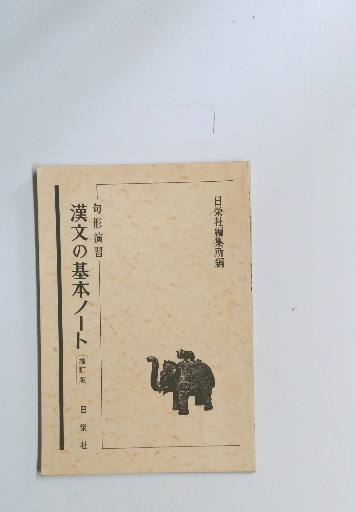 日栄社編集所編
句形演習
漢文の基本ノート
増訂版
日栄社